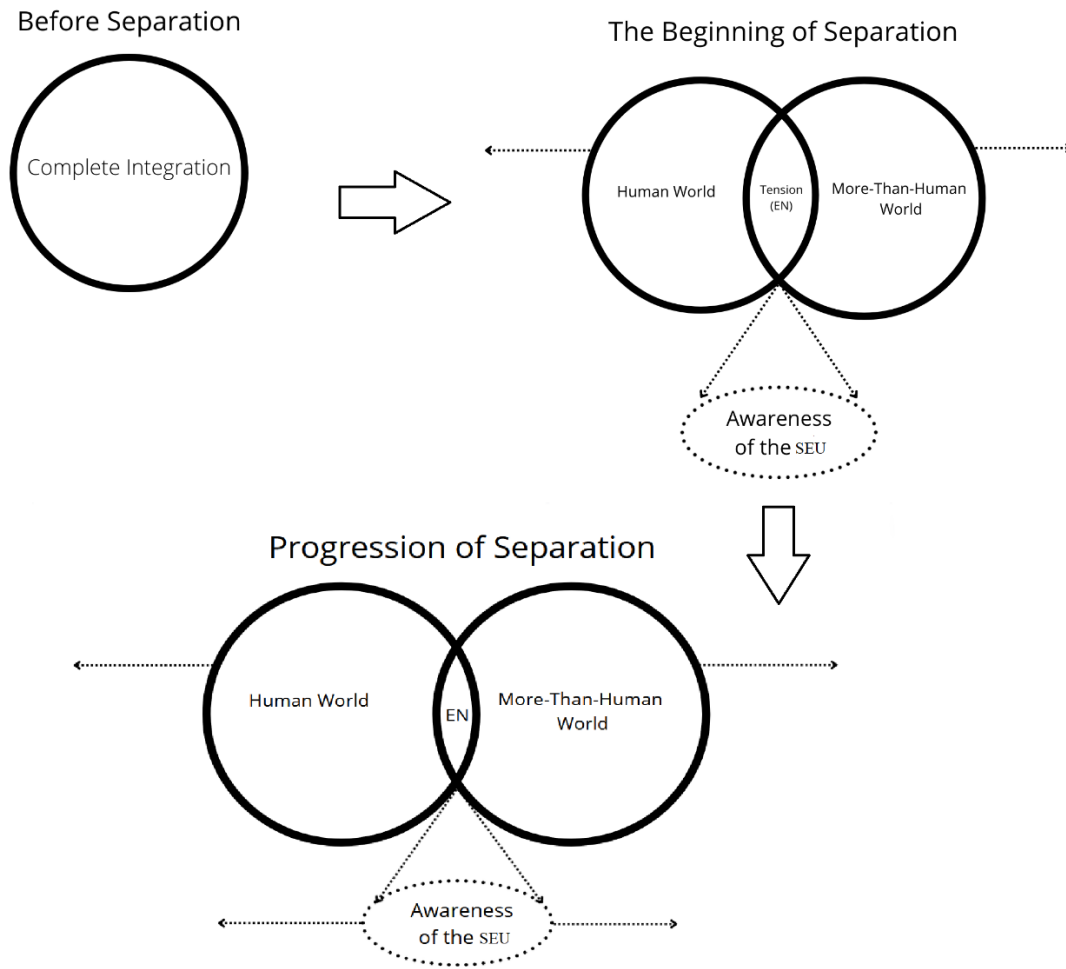 Before Separation
Complete Integration
The Beginning of Separation
Human World
Tension
(EN)
More-Than-Human
World
Awareness
of the SEU
Progression of Separation
Human World
EN
More-Than-Human
World
Awareness
of the SEU